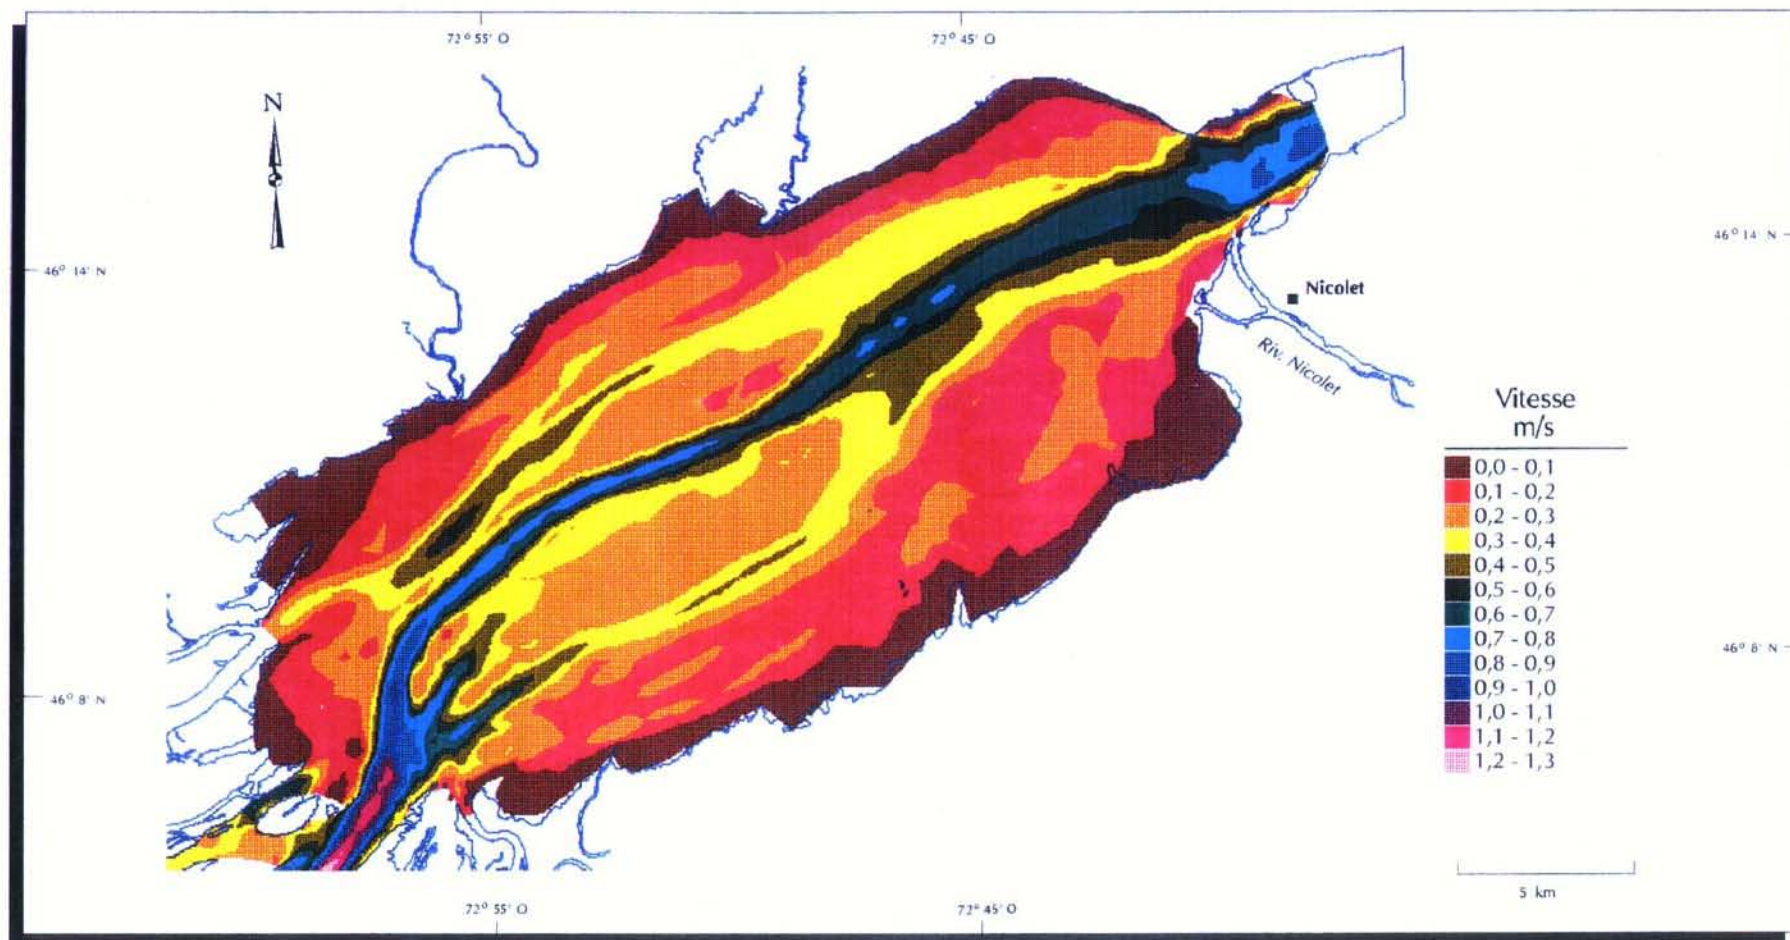 72° 55' O
72° 45' O
N
46° 14' N
46° 14' N
Nicolet
Riv. Nicolet
Vitesse
m/s
0,0 - 0,1
0,1 - 0,2
0,2 - 0,3
0,3 - 0,4
0,4 - 0,5
0,5 - 0,6
0,6 - 0,7
0,7 - 0,8
0,8 - 0,9
0,9 - 1,0
1,0 - 1,1
1,1 - 1,2
1,2 - 1,3
46° 8' N
46° 8' N
5 km
72° 55' O
72° 45' O